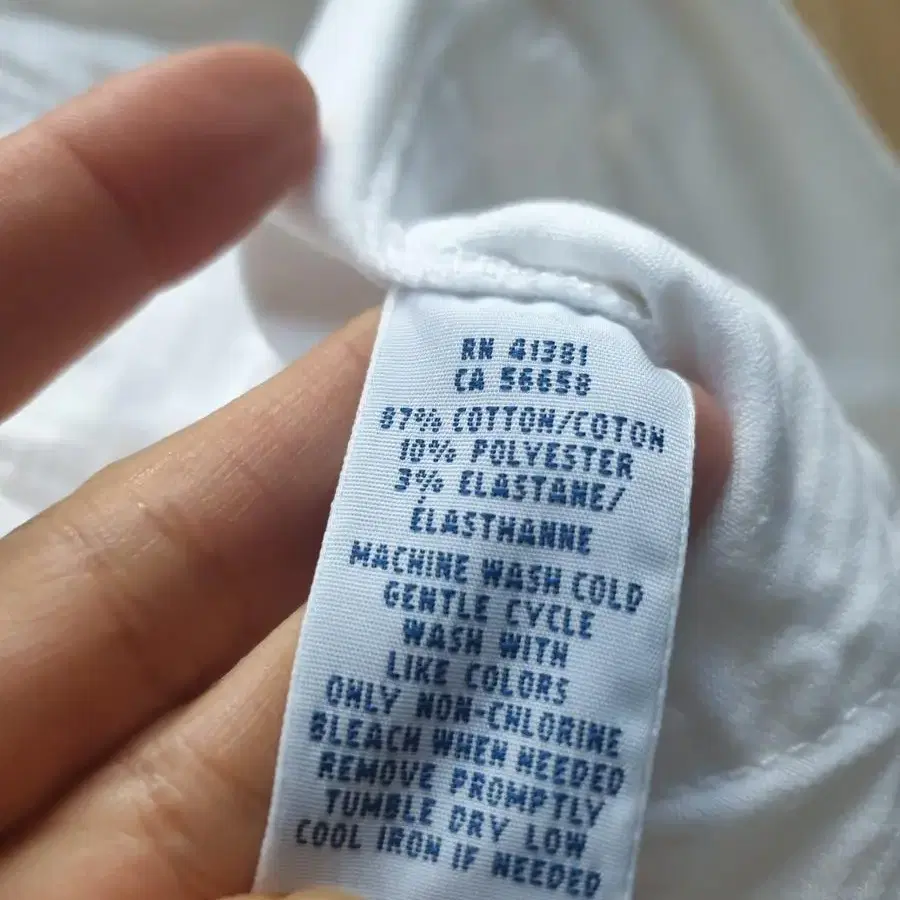 RN 41381
CA 56658
87% COTTON/COTON
10% POLYESTER
3% ELASTANE/
ÉLASTHANNE
MACHINE WASH COLD
GENTLE CYCLE
WASH WITH
LIKE COLORS
ONLY NON-CHLORINE
BLEACH WHEN NEEDED
REMOVE PROMPTLY
TUMBLE DRY LOW
COOL IRON IF NEEDED